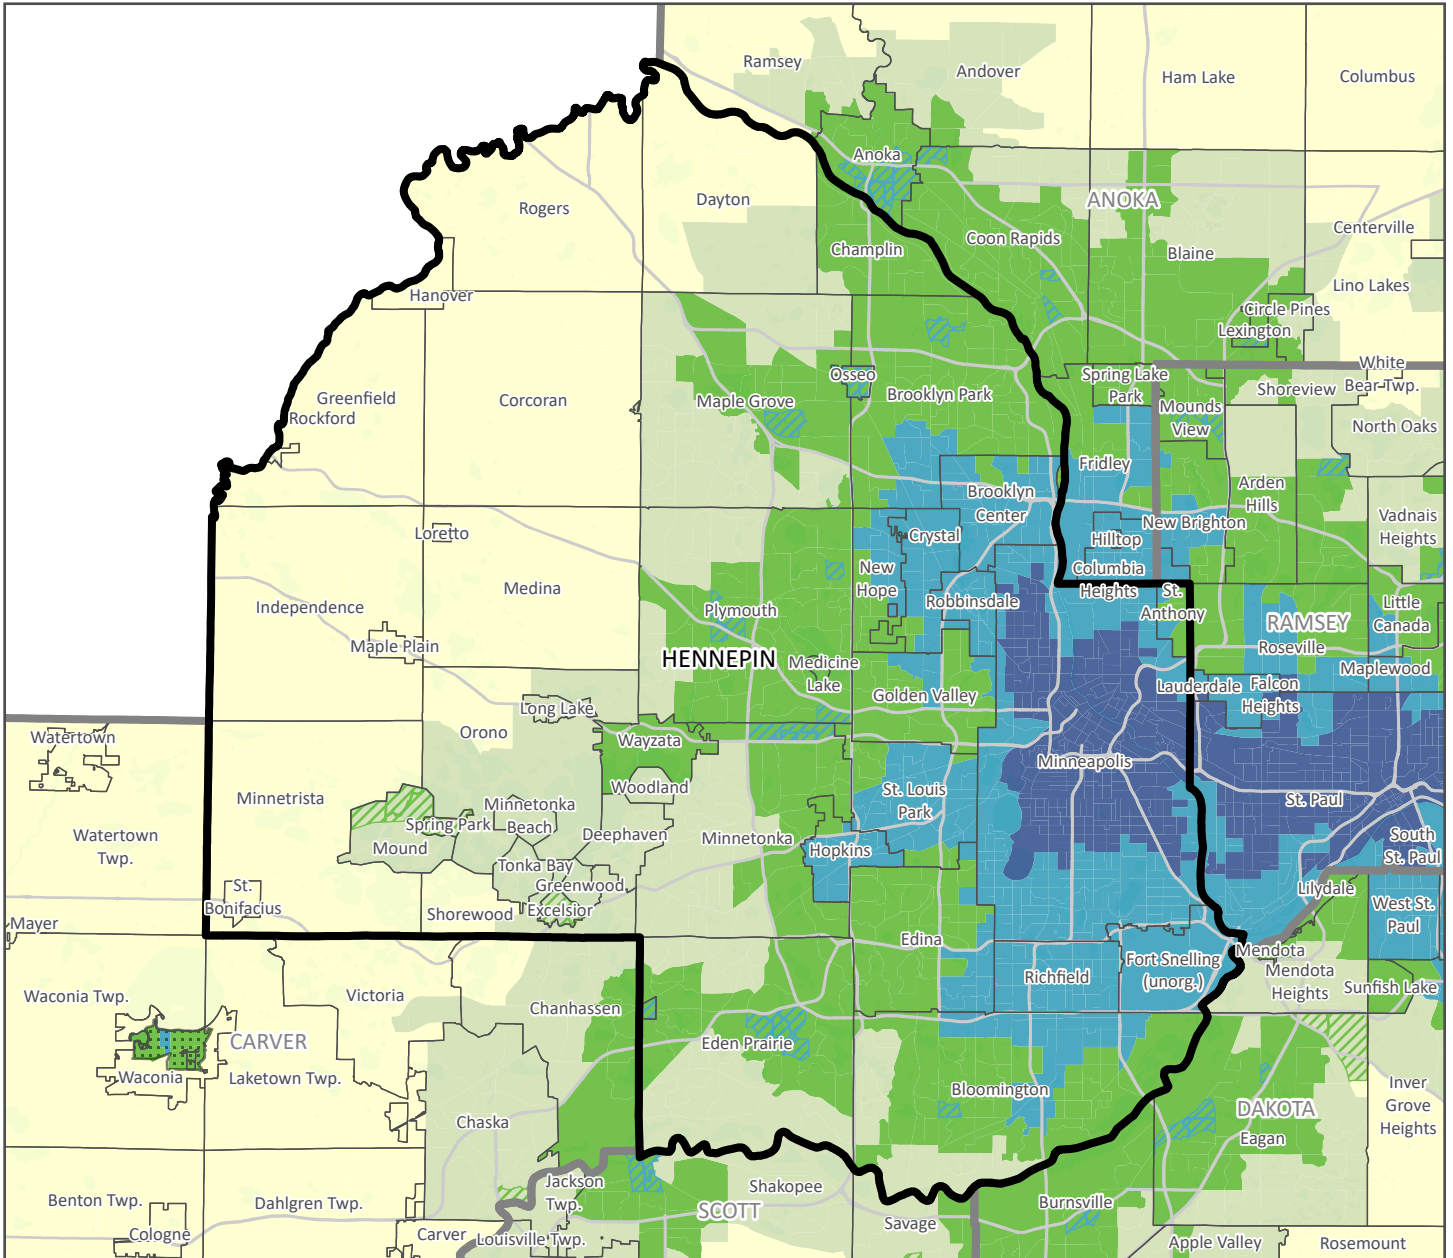 Ramsey
Andover
Ham Lake
Columbus
Anoka
ANOKA
Rogers
Dayton
Champlin
Coon Rapids
Blaine
Centerville
Lino Lakes
Hanover
Circle Pines
Lexington
White
Bear Twp.
Osseo
Spring Lake
Park
Shoreview
Greenfield
Rockford
Corcoran
Maple Grove
Brooklyn Park
Mounds
View
North Oaks
Fridley
Brooklyn
Center
Arden
Hills
New Brighton
Vadnais
Heights
Loretto
Crystal
Hilltop
New
Hope
Columbia
Heights
Medina
Independence
Plymouth
Robbinsdale
St.
Anthony
Little
Canada
RAMSEY
Roseville
Maple Plain
HENNEPIN
Medicine
Lake
Golden Valley
Lauderdale
Falcon
Heights
Maplewood
Long Lake
Watertown
Orono
Wayzata
Minneapolis
Woodland
Minnetrista
Minnetonka
Beach
St. Louis
Park
St. Paul
Spring Park
Watertown
Twp.
Mound
Deephaven
Minnetonka
Hopkins
South
St. Paul
Tonka Bay
Greenwood
St.
Bonifacius
Shorewood
Excelsior
Lilydale
West St.
Paul
Mayer
Edina
Mendota
Fort Snelling
(unorg.)
Richfield
Mendota
Heights
Sunfish Lake
Waconia Twp.
Victoria
Chanhassen
CARVER
Eden Prairie
Waconia
Laketown Twp.
Bloomington
Inver
Grove
Heights
Chaska
DAKOTA
Eagan
Jackson
Twp.
Shakopee
Benton Twp.
Dahlgren Twp.
SCOTT
Burnsville
Savage
Cologne
Carver
Louisville Twp.
Apple Valley
Rosemount